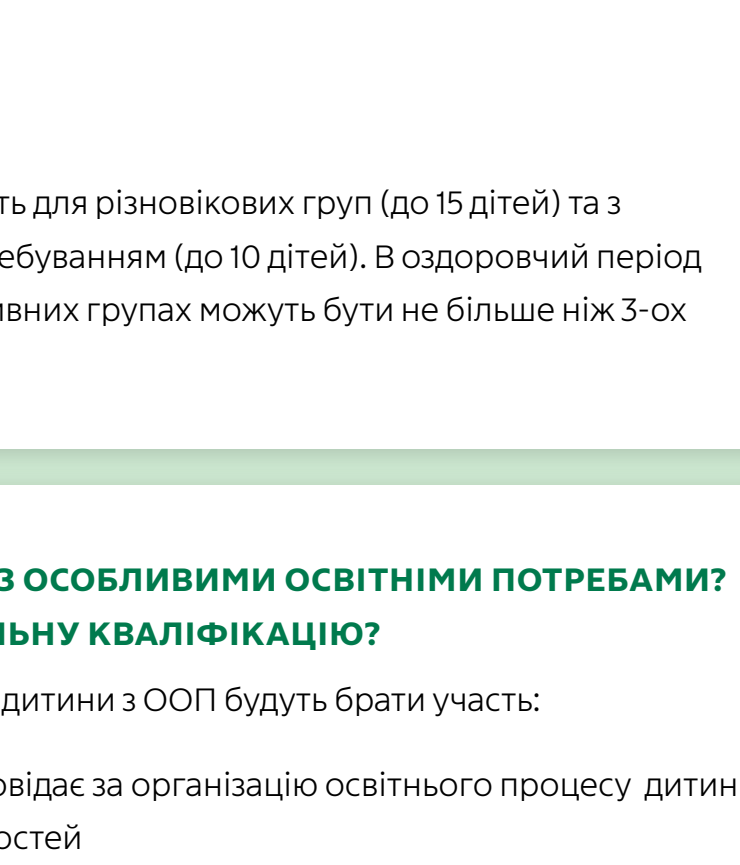 ть для різновікових груп (до 15 дітей) та з
ебуванням (до 10 дітей). В оздоровчий період
ивних групах можуть бути не більше ніж 3-ох
З ОСОБЛИВИМИ ОСВІТНІМИ ПОТРЕБАМИ?
ЛЬНУ КВАЛІФІКАЦІЮ?
дитини з ООП будуть брати участь:
овідає за організацію освітнього процесу дитин
остей